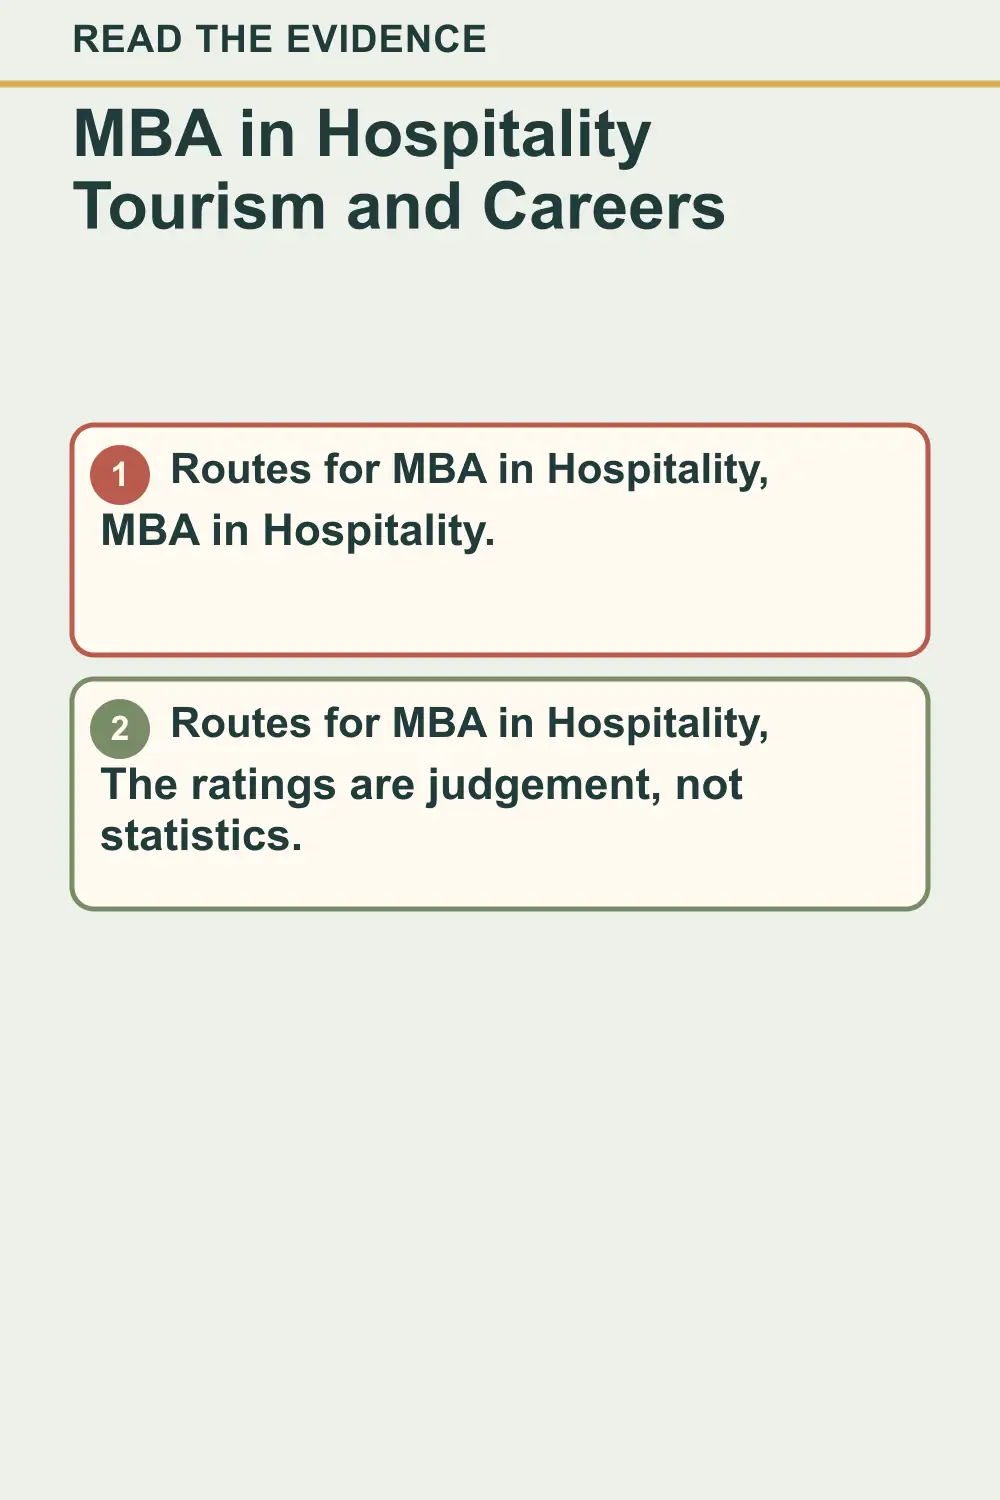 READ THE EVIDENCE
MBA in Hospitality
Tourism and Careers
1 Routes for MBA in Hospitality,
MBA in Hospitality.
2 Routes for MBA in Hospitality,
The ratings are judgement, not
statistics.